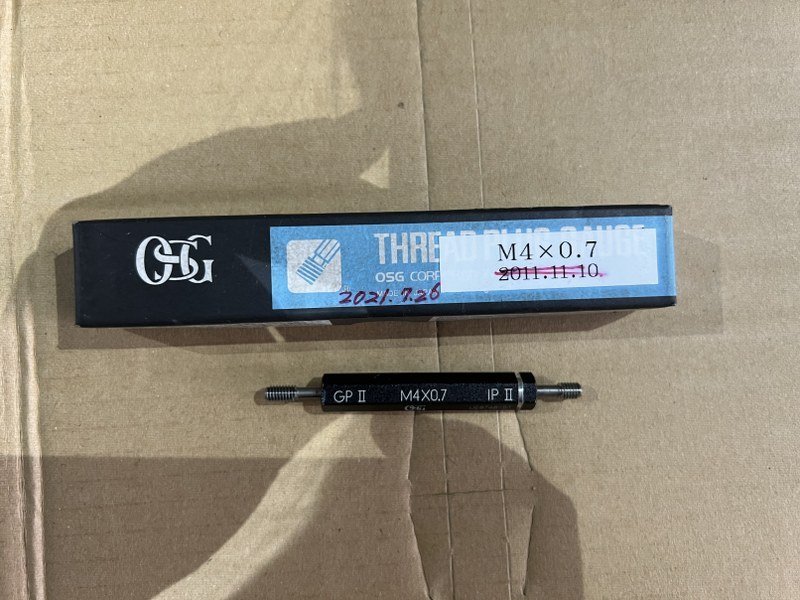 OSG
THREAD PLUG GAUGE
M4×0.7
OSG CORP
2011.11.10.
2021.7.26
GP II M4X0.7 IP II
OSG